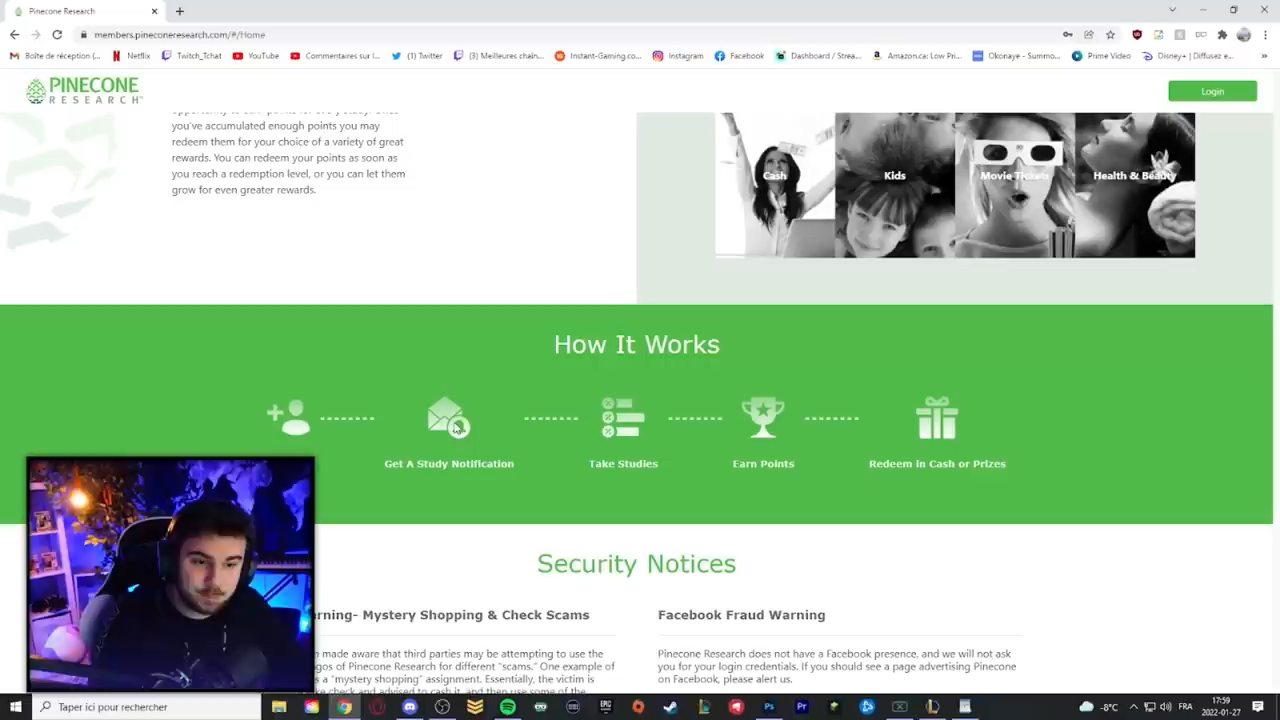 Pinecone Research
members.pineconeresearch.com/#/Home
Boîte de réception (... Netflix Twitch_Tchat YouTube Commentaires sur l... (1) Twitter (3) Meilleures chaîn... Instant-Gaming.co... Instagram Facebook Dashboard / Strea... Amazon.ca: Low Pri... Okonaye - Summo... Prime Video Disney+ | Diffusez e... »
PINECONE
RESEARCH
Login
you've accumulated enough points you may
redeem them for your choice of a variety of great
rewards. You can redeem your points as soon as
you reach a redemption level, or you can let them
grow for even greater rewards.
Cash Kids Movie Tickets Health & Beauty
How It Works
Get A Study Notification Take Studies Earn Points Redeem in Cash or Prizes
Security Notices
rning- Mystery Shopping & Check Scams
made aware that third parties may be attempting to use the
gos of Pinecone Research for different "scams." One example of
a "mystery shopping" assignment. Essentially, the victim is
ke check and advised to cash it, and then use some of the
Facebook Fraud Warning
Pinecone Research does not have a Facebook presence, and we will not ask
you for your login credentials. If you should see a page advertising Pinecone
on Facebook, please alert us.
Taper ici pour rechercher
-8°C
FRA
17:59
2022-01-27